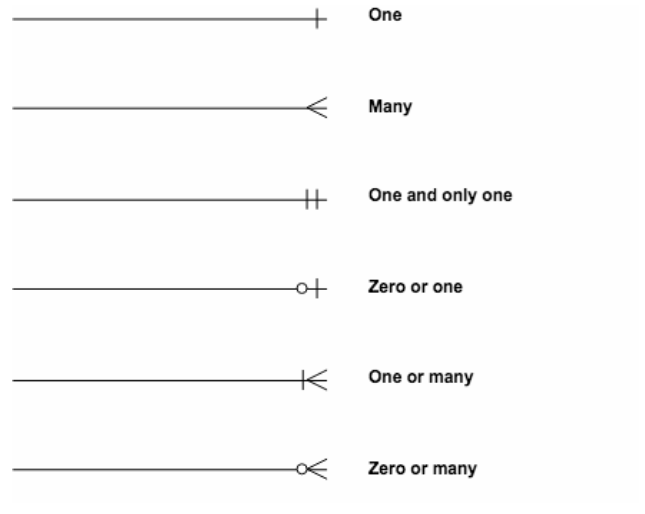 One
Many
One and only one
Zero or one
One or many
Zero or many